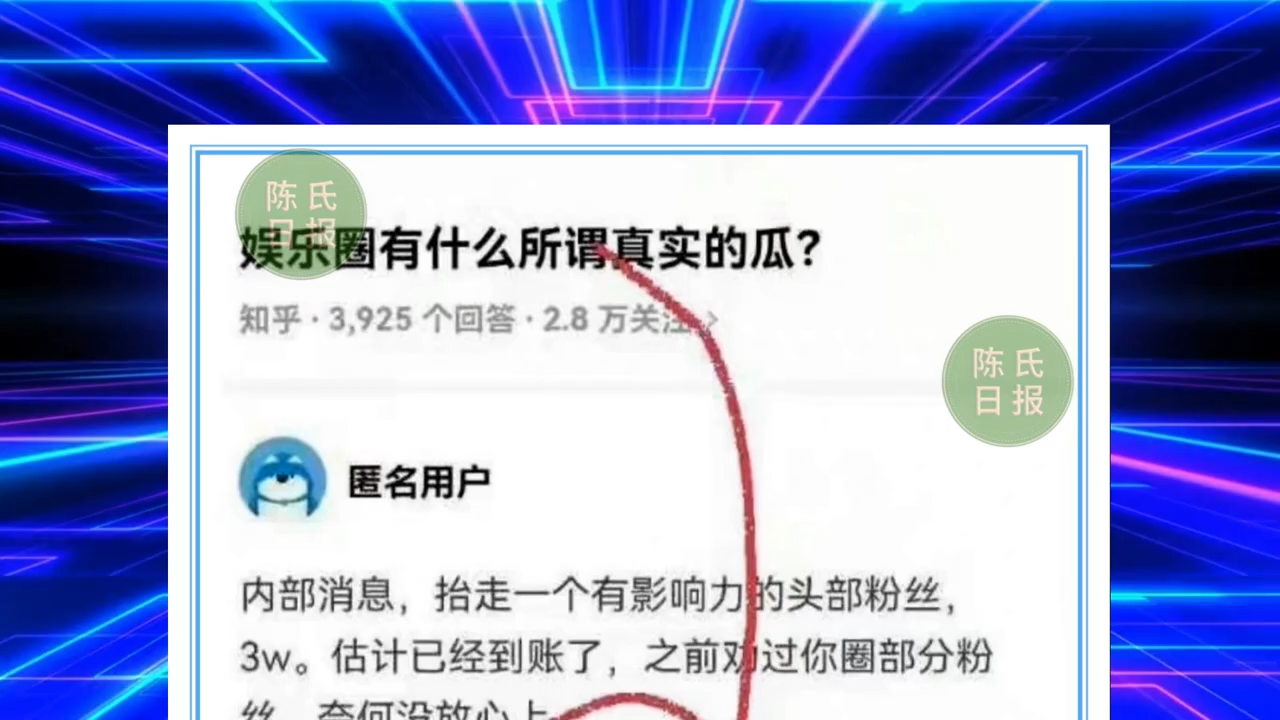 陈氏
日报
娱乐圈有什么所谓真实的瓜？
知乎 · 3,925 个回答 · 2.8 万关注 >
陈氏
日报
匿名用户
内部消息，抬走一个有影响力的头部粉丝，
3w。估计已经到账了，之前劝过你圈部分粉
丝，奈何没放心上